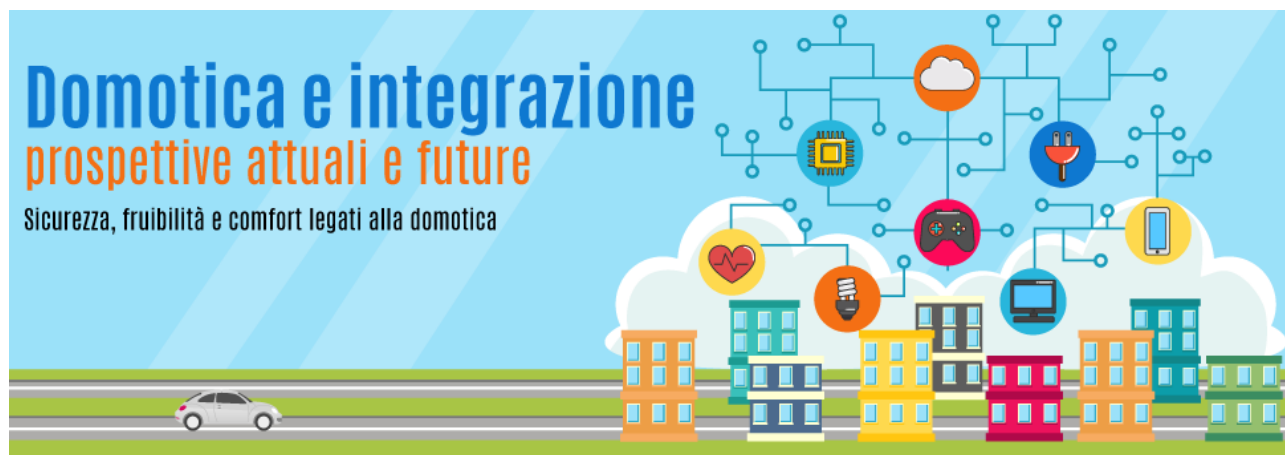 Domotica e integrazione
prospettive attuali e future
Sicurezza, fruibilità e comfort legati alla domotica